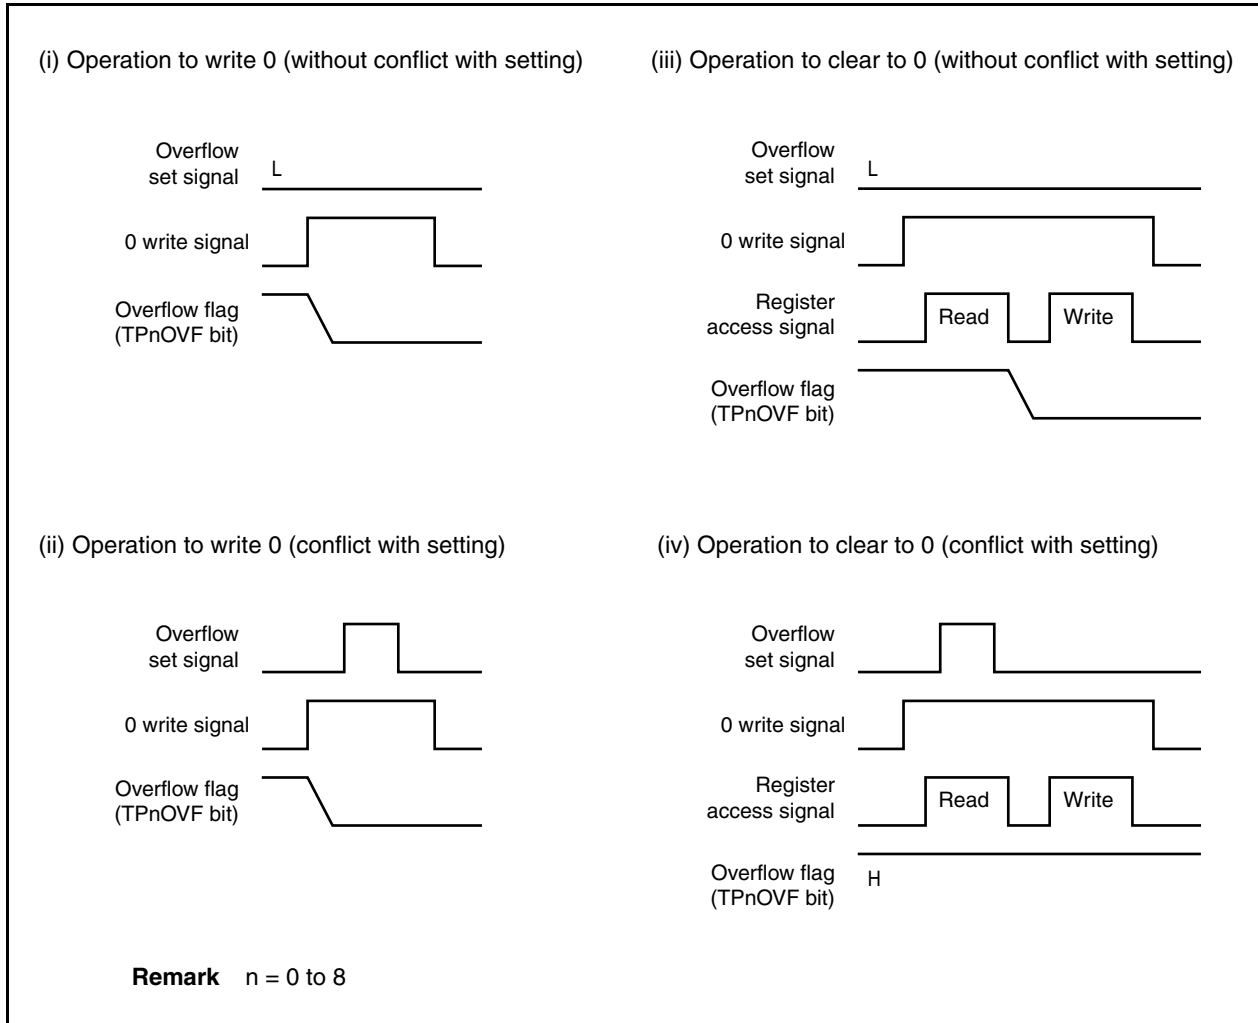 (i) Operation to write 0 (without conflict with setting)
Overflow
set signal
L
0 write signal
Overflow flag
(TPnOVF bit)
(iii) Operation to clear to 0 (without conflict with setting)
Overflow
set signal
L
0 write signal
Register
access signal
Read
Write
Overflow flag
(TPnOVF bit)
(ii) Operation to write 0 (conflict with setting)
Overflow
set signal
0 write signal
Overflow flag
(TPnOVF bit)
(iv) Operation to clear to 0 (conflict with setting)
Overflow
set signal
0 write signal
Register
access signal
Read
Write
Overflow flag
(TPnOVF bit)
H
Remark n = 0 to 8